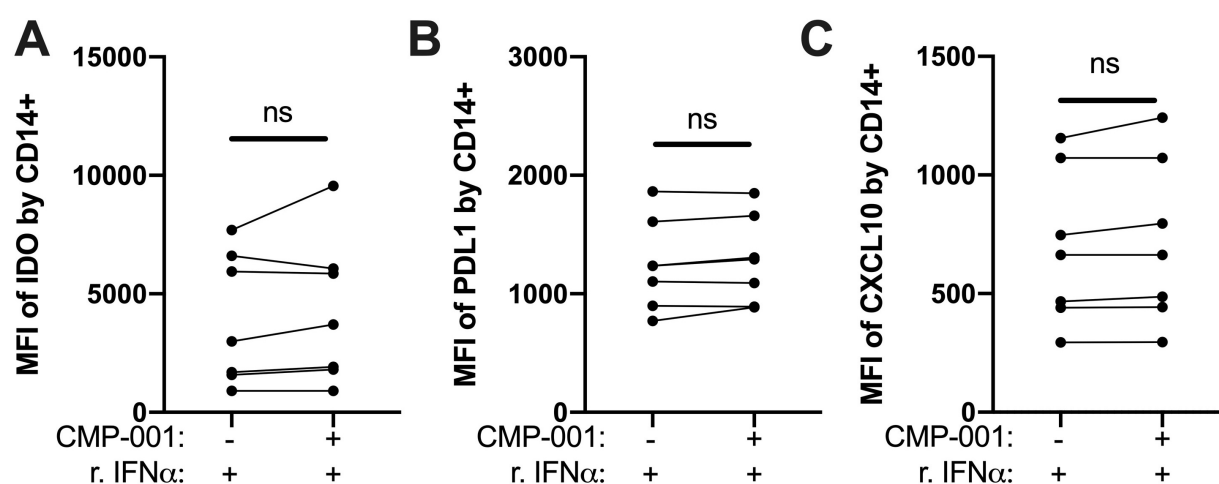 A
MFI of IDO by CD14+
15000
10000
5000
0
ns
CMP-001: - +
r. IFNα: + +
B
MFI of PDL1 by CD14+
3000
2000
1000
0
ns
CMP-001: - +
r. IFNα: + +
C
MFI of CXCL10 by CD14+
1500
1000
500
0
ns
CMP-001: - +
r. IFNα: + +